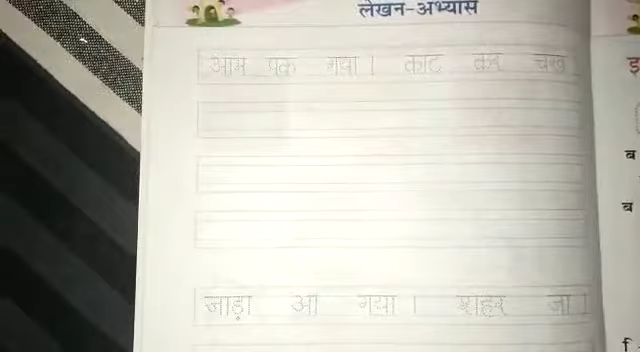 लेखन-अभ्यास
आम पक गया । काट कर चख
जाड़ा आ गया । शहर जा ।
इ
ब
ब